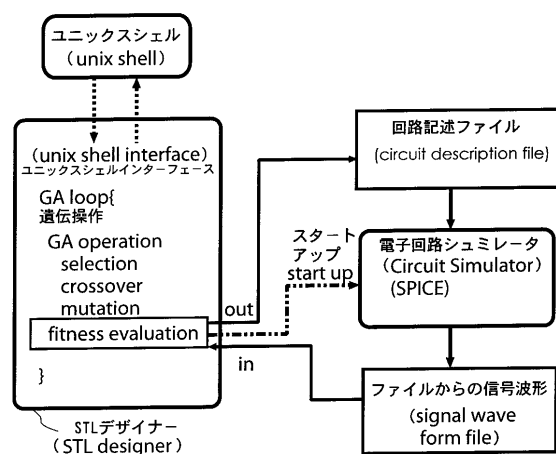 ユニックスシェル
(unix shell)
(unix shell interface)
ユニックスシェルインターフェース
GA loop{
遺伝操作
GA operation
selection
crossover
mutation
fitness evaluation
}
STLデザイナー
(STL designer)
out
in
スタート
アップ
start up
回路記述ファイル
(circuit description file)
電子回路シュミレータ
(Circuit Simulator)
(SPICE)
ファイルからの信号波形
(signal wave
form file)